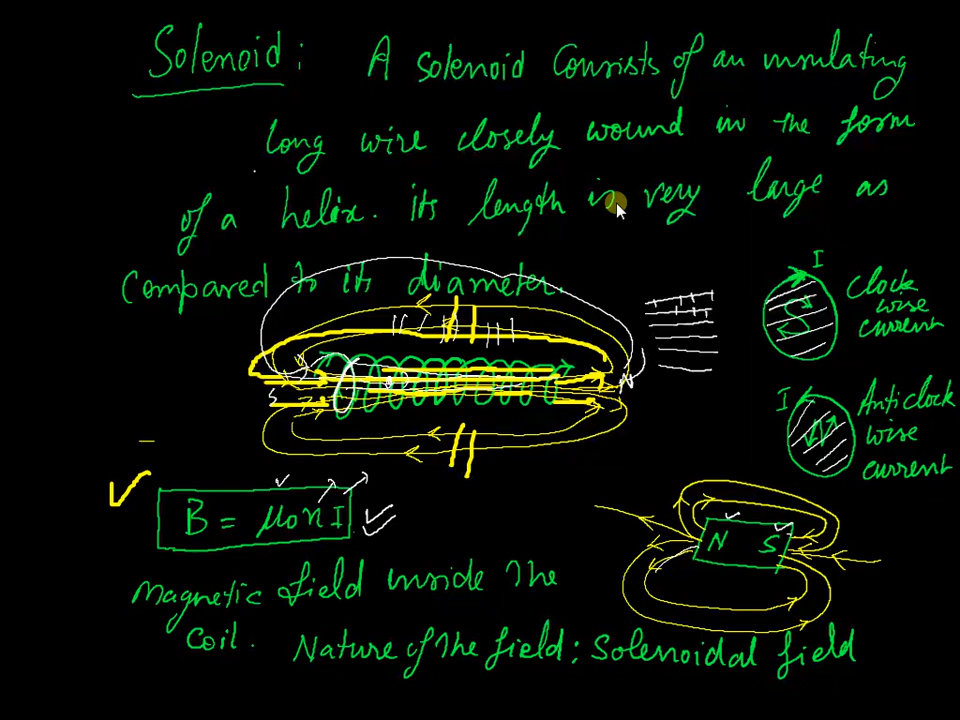 Solenoid: A solenoid Consists of an insulating
long wire closely wound in the form
of a helix. its length is very large as
Compared to its diameter.
I
Clock
wise
current
S
N
S
I
Anticlock
wise
current
N
B = μ0nI
N S
Magnetic field inside the
Coil. Nature of the field: Solenoidal field